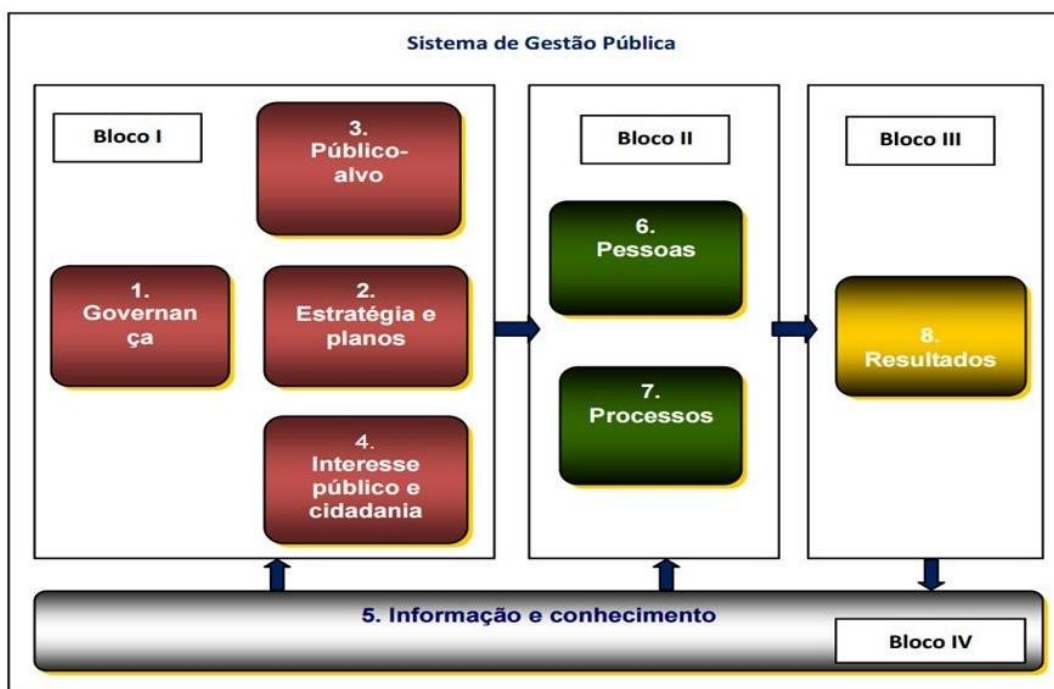 Sistema de Gestão Pública
Bloco I
3.
Público-
alvo
1.
Governan
ça
2.
Estratégia e
planos
4.
Interesse
público e
cidadania
Bloco II
6.
Pessoas
7.
Processos
Bloco III
8.
Resultados
5. Informação e conhecimento
Bloco IV